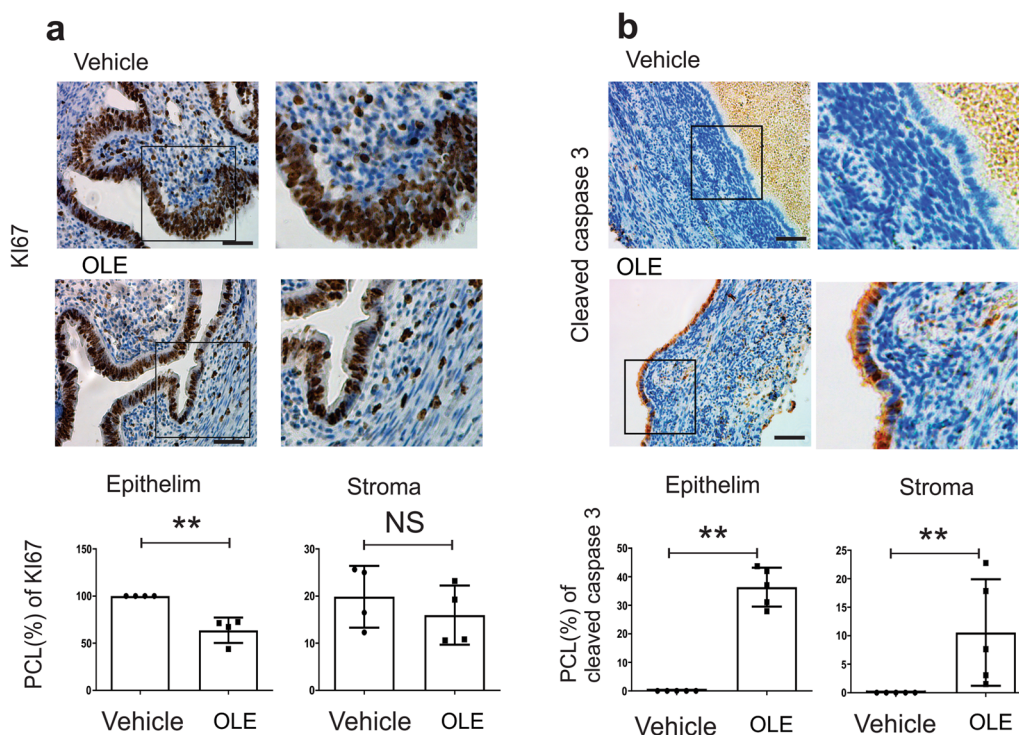 a
Vehicle
KI67
OLE
Epithelim
Stroma
PCL(%) of KI67
**
150
100
50
0
Vehicle
OLE
NS
30
20
10
0
Vehicle
OLE
b
Vehicle
Cleaved caspase 3
OLE
Epithelim
Stroma
PCL(%) of
cleaved caspase 3
**
50
40
30
20
10
0
Vehicle
OLE
**
25
20
15
10
5
0
Vehicle
OLE